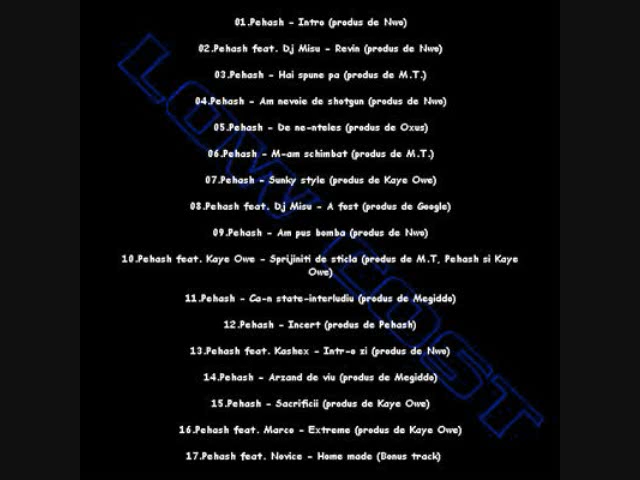 01.Pehash - Intro (produs de Nwo)
02.Pehash feat. Dj Misu - Revin (produs de Nwo)
03.Pehash - Hai spune pa (produs de M.T.)
04.Pehash - Am nevoie de shotgun (produs de Nwo)
05.Pehash - De ne-nteles (produs de Oxus)
06.Pehash - M-am schimbat (produs de M.T.)
07.Pehash - Sunky style (produs de Kaye Owe)
08.Pehash feat. Dj Misu - A fost (produs de Google)
09.Pehash - Am pus bomba (produs de Nwo)
10.Pehash feat. Kaye Owe - Sprijiniti de sticla (produs de M.T, Pehash si Kaye
Owe)
11.Pehash - Ca-n state-interludiu (produs de Megiddo)
12.Pehash - Incert (produs de Pehash)
13.Pehash feat. Kashex - Intr-o zi (produs de Nwo)
14.Pehash - Arzand de viu (produs de Megiddo)
15.Pehash - Sacrificii (produs de Kaye Owe)
16.Pehash feat. Marco - Extreme (produs de Kaye Owe)
17.Pehash feat. Novice - Home made (Bonus track)
LOW COST